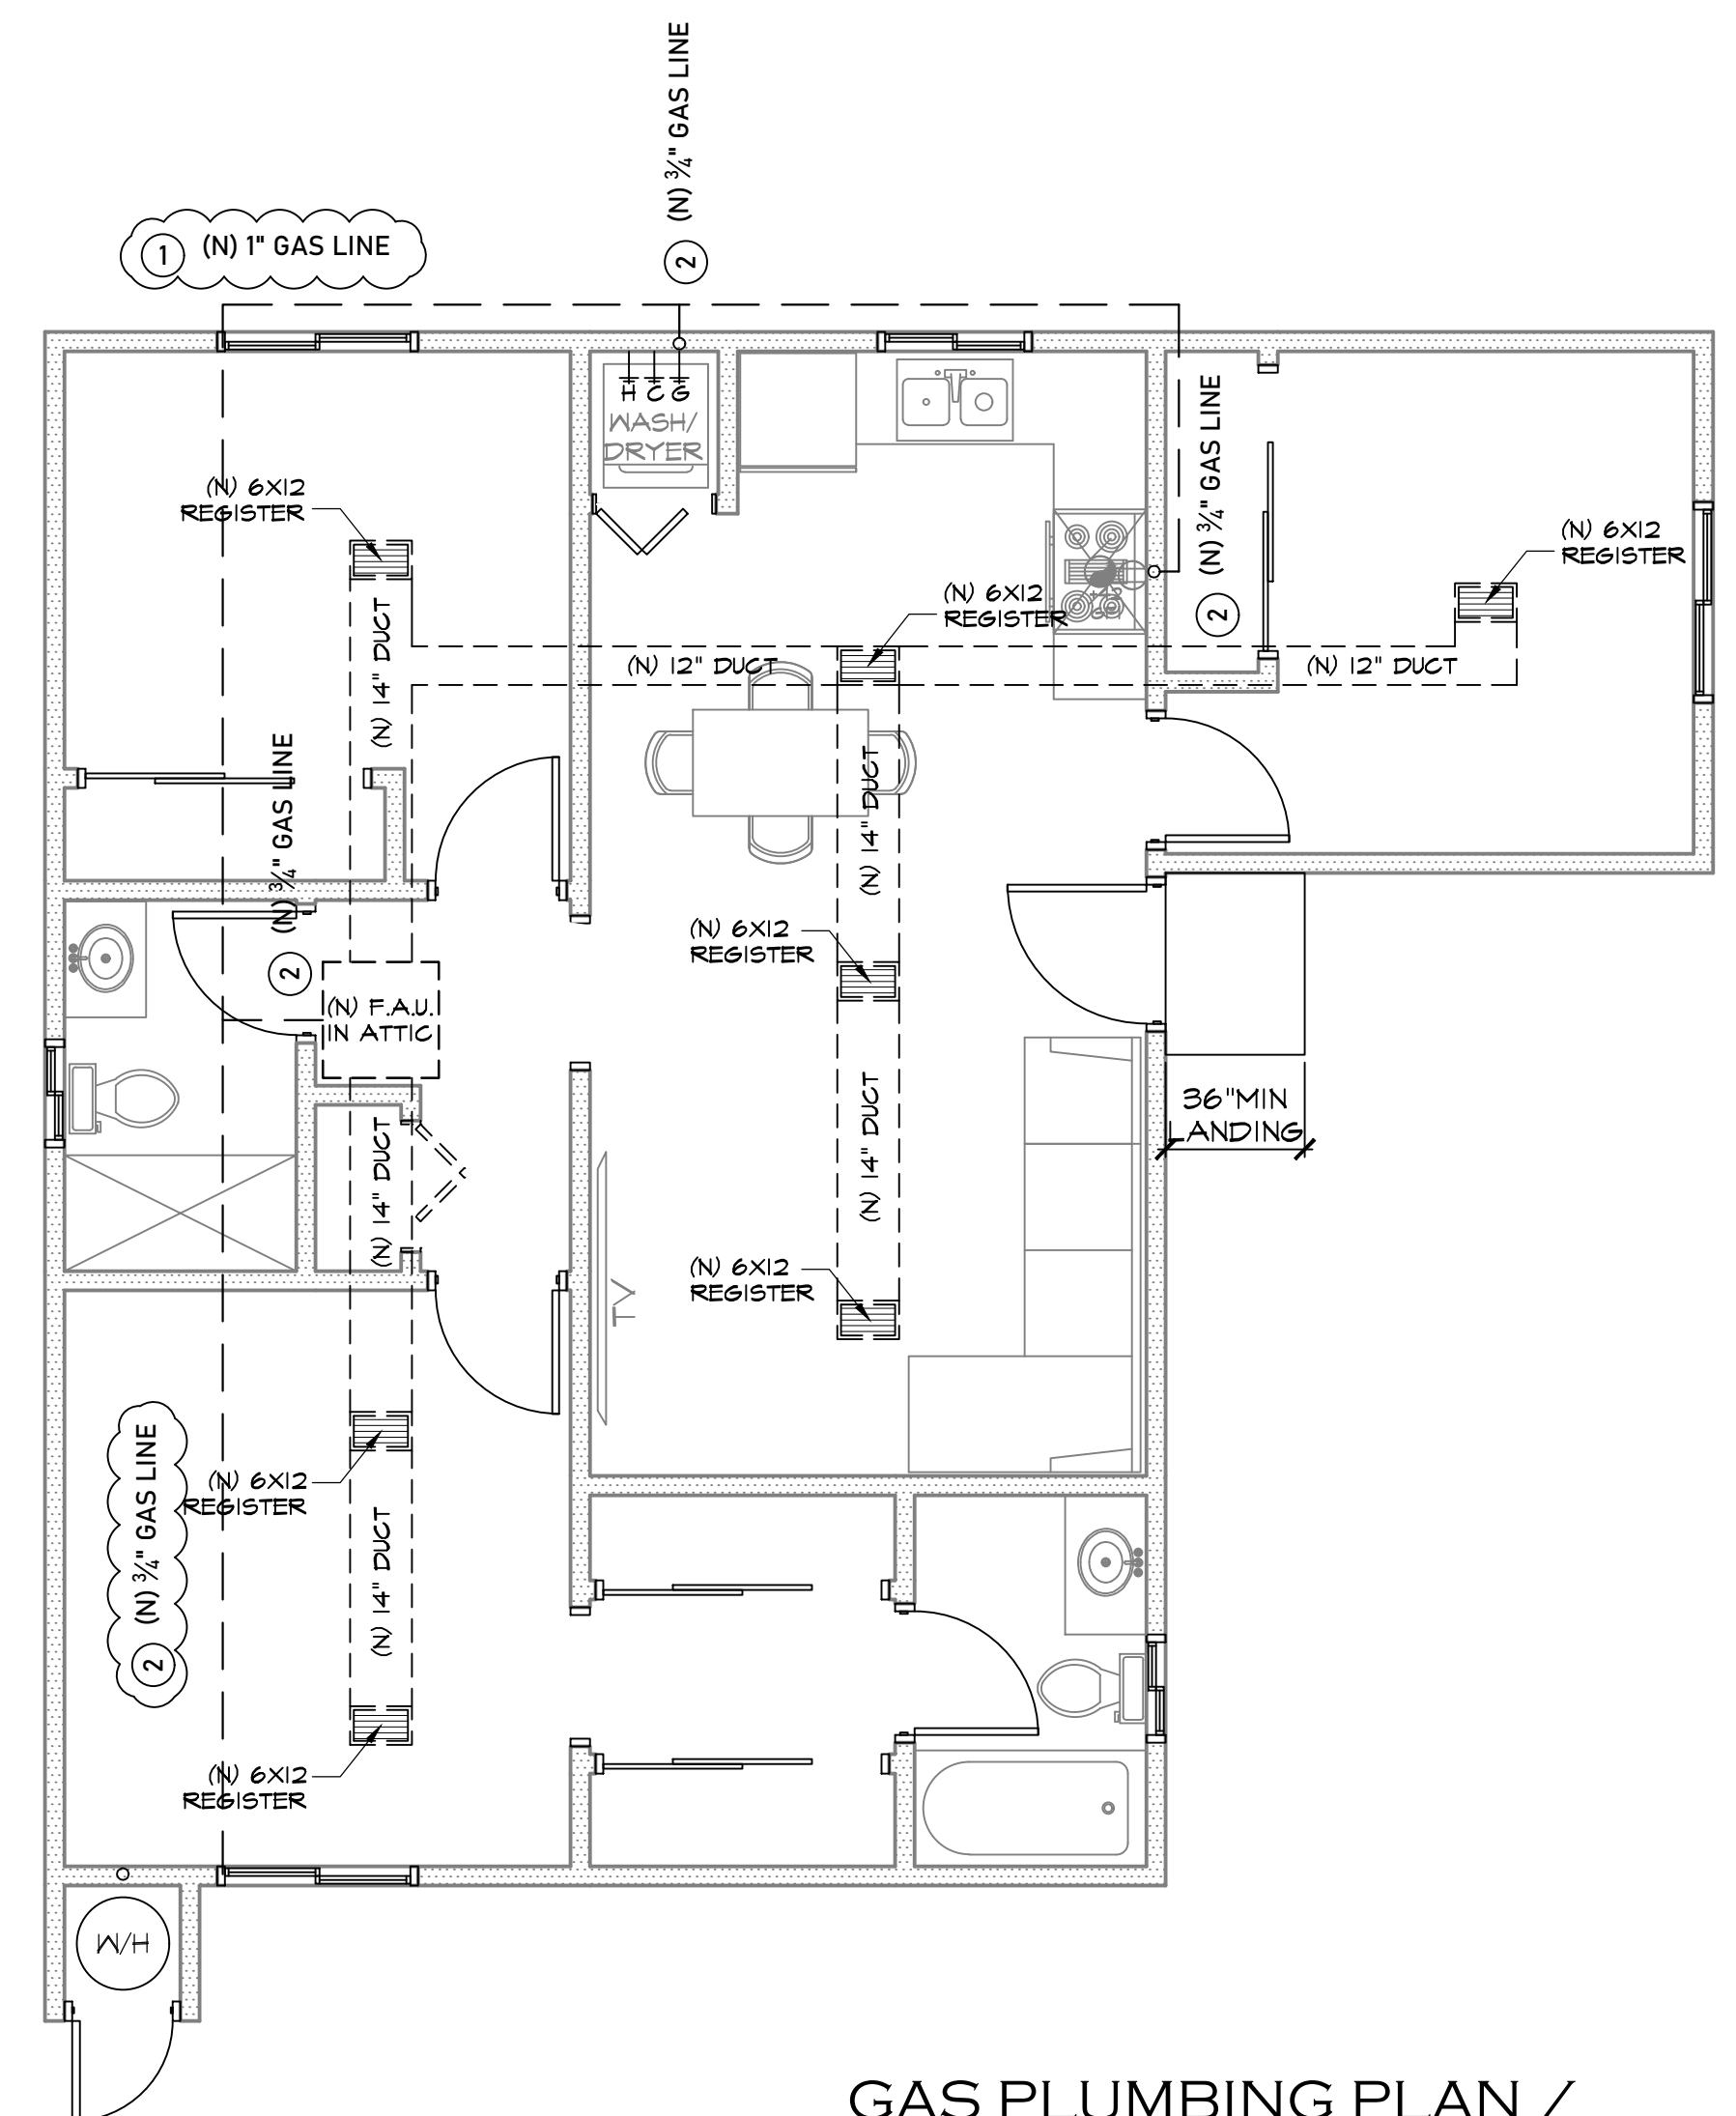 (N) ¾" GAS LINE
2
1 (N) 1" GAS LINE
H C G
WASH/
DRYER
(N) ¾" GAS LINE
2
(N) 6X12
REGISTER
(N) 6X12
REGISTER
(N) 6X12
REGISTER
(N) 14" DUCT
(N) 12" DUCT
(N) 12" DUCT
(N) ¾" GAS LINE
2
(N) 14" DUCT
(N) 6X12
REGISTER
(N) F.A.U.
IN ATTIC
(N) 14" DUCT
(N) 14" DUCT
36"MIN
LANDING
(N) 6X12
REGISTER
TV
(N) ¾" GAS LINE
2
(N) 6X12
REGISTER
(N) 14" DUCT
(N) 6X12
REGISTER
W/H
GAS PLUMBING PLAN /